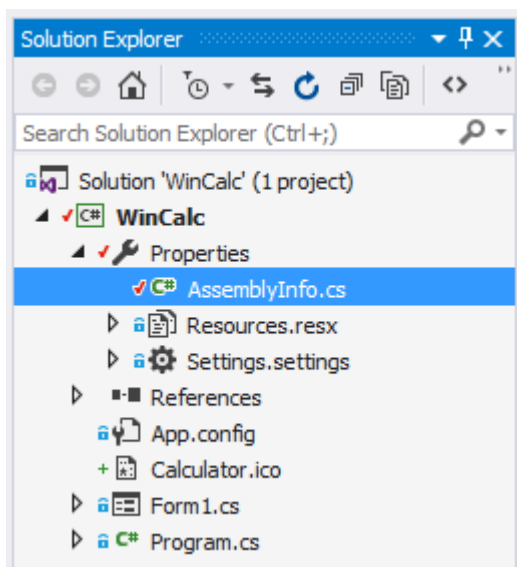 Solution Explorer
Search Solution Explorer (Ctrl+;)
Solution 'WinCalc' (1 project)
C# WinCalc
Properties
C# AssemblyInfo.cs
Resources.resx
Settings.settings
References
App.config
Calculator.ico
Form1.cs
C# Program.cs